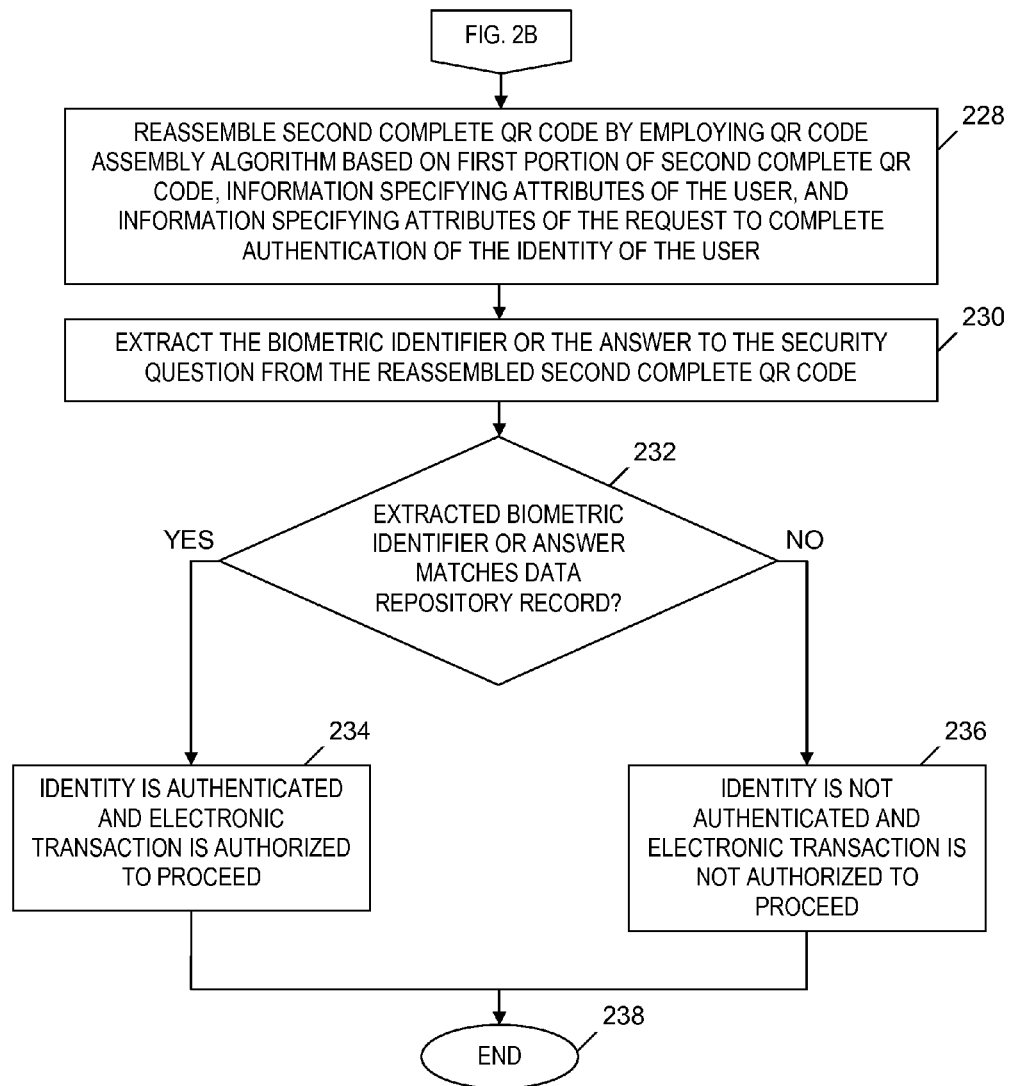 FIG. 2B
REASSEMBLE SECOND COMPLETE QR CODE BY EMPLOYING QR CODE
ASSEMBLY ALGORITHM BASED ON FIRST PORTION OF SECOND COMPLETE QR
CODE, INFORMATION SPECIFYING ATTRIBUTES OF THE USER, AND
INFORMATION SPECIFYING ATTRIBUTES OF THE REQUEST TO COMPLETE
AUTHENTICATION OF THE IDENTITY OF THE USER
228
EXTRACT THE BIOMETRIC IDENTIFIER OR THE ANSWER TO THE SECURITY
QUESTION FROM THE REASSEMBLED SECOND COMPLETE QR CODE
230
232
EXTRACTED BIOMETRIC
IDENTIFIER OR ANSWER
MATCHES DATA
REPOSITORY RECORD?
YES
NO
234
IDENTITY IS AUTHENTICATED
AND ELECTRONIC
TRANSACTION IS AUTHORIZED
TO PROCEED
236
IDENTITY IS NOT
AUTHENTICATED AND
ELECTRONIC TRANSACTION IS
NOT AUTHORIZED TO
PROCEED
238
END